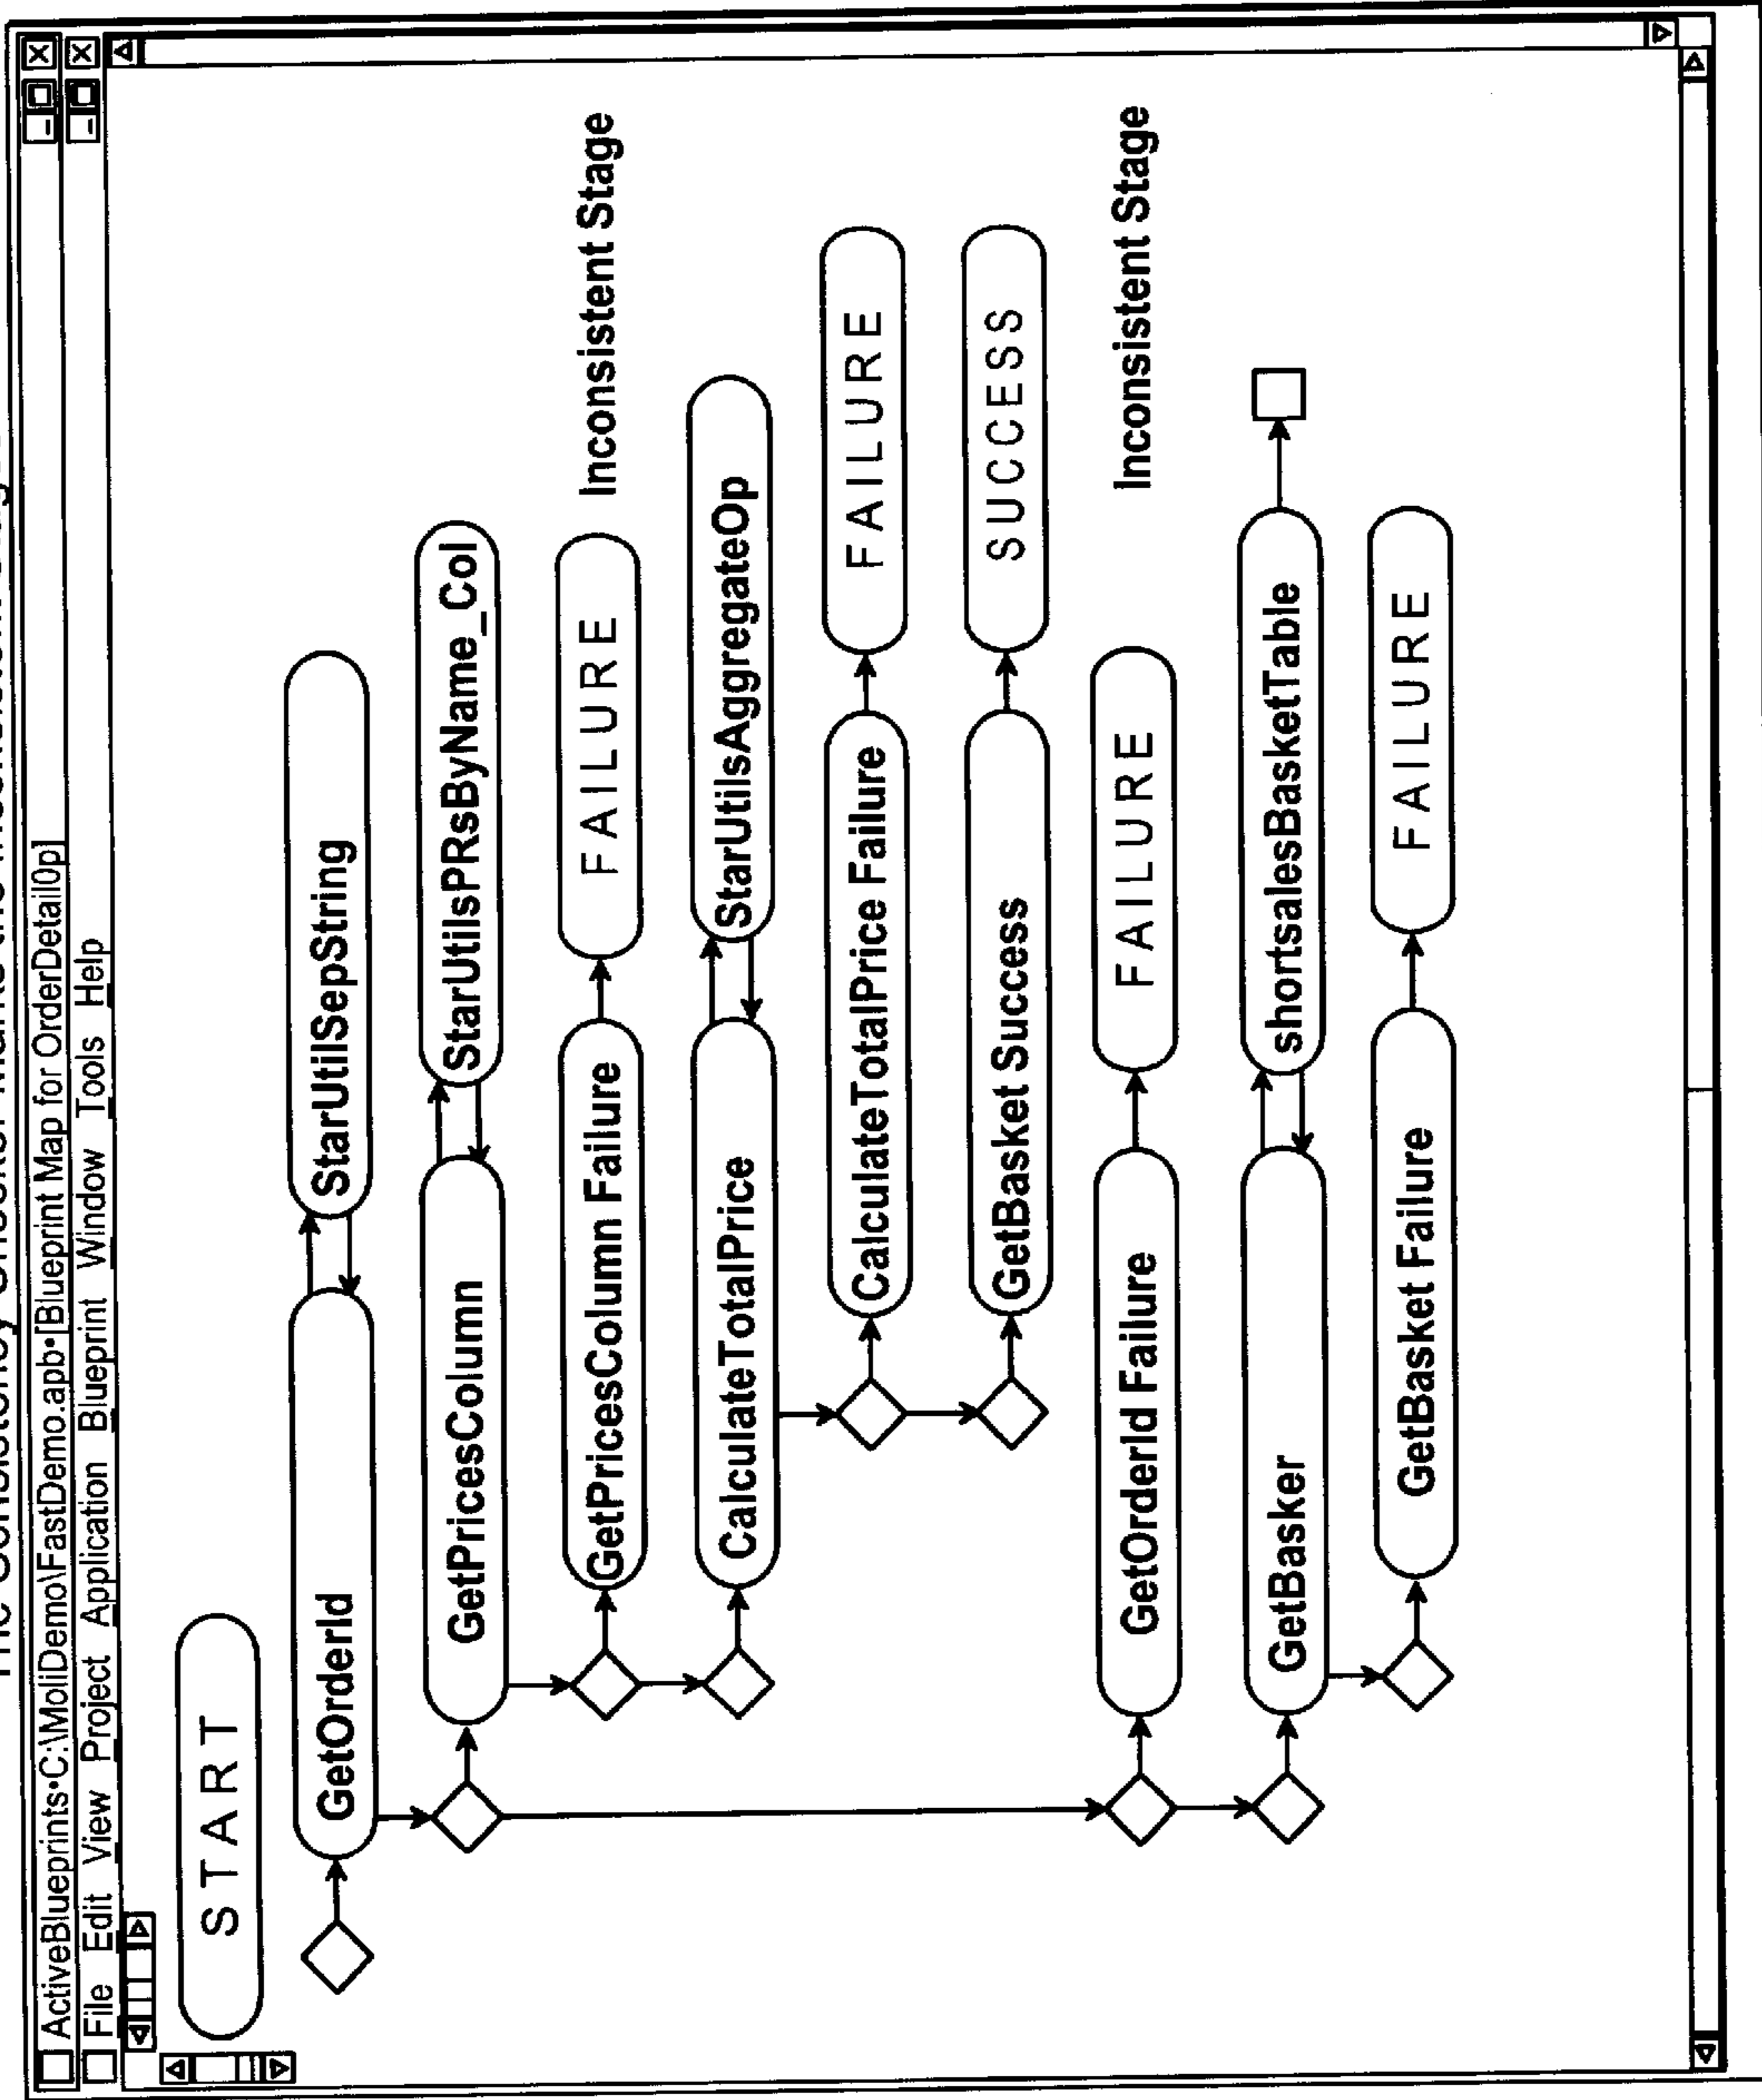 The Consistency Checker Marks the Inconsistent
ActiveBlueprints•C:\MoliDemo\FastDemo.apb•[Blueprint Map for OrderDetailOp]
File Edit View Project Application Blueprint Window Tools Help
START
GetOrderId StarUtilSepString
GetPricesColumn StarUtilsPRsByName_Col
GetPricesColumn Failure FAILURE Inconsistent Stage
CalculateTotalPrice StarUtilsAggregateOp
CalculateTotalPrice Failure FAILURE
GetBasket Success SUCCESS
GetOrderId Failure FAILURE Inconsistent Stage
GetBasker shortsalesBasketTable
GetBasket Failure FAILURE